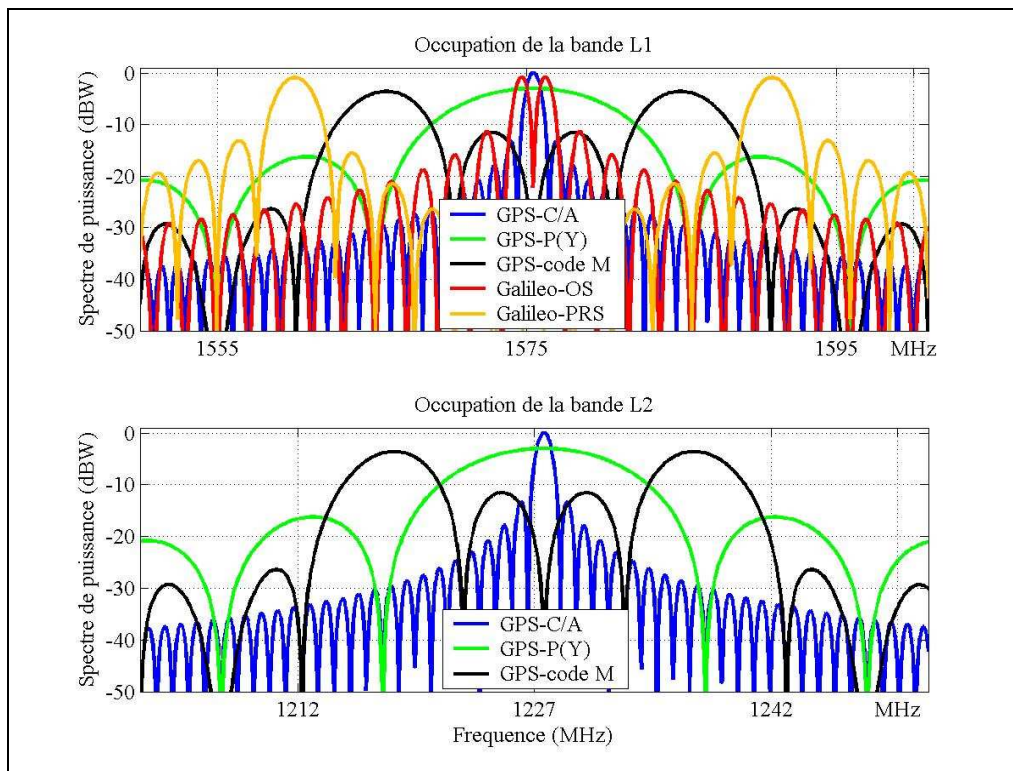 Occupation de la bande L1
Spectre de puissance (dBW)
0
-10
-20
-30
-40
-50
GPS-C/A
GPS-P(Y)
GPS-code M
Galileo-OS
Galileo-PRS
1555
1575
1595
MHz
Occupation de la bande L2
Spectre de puissance (dBW)
0
-10
-20
-30
-40
-50
GPS-C/A
GPS-P(Y)
GPS-code M
1212
1227
1242
MHz
Frequence (MHz)